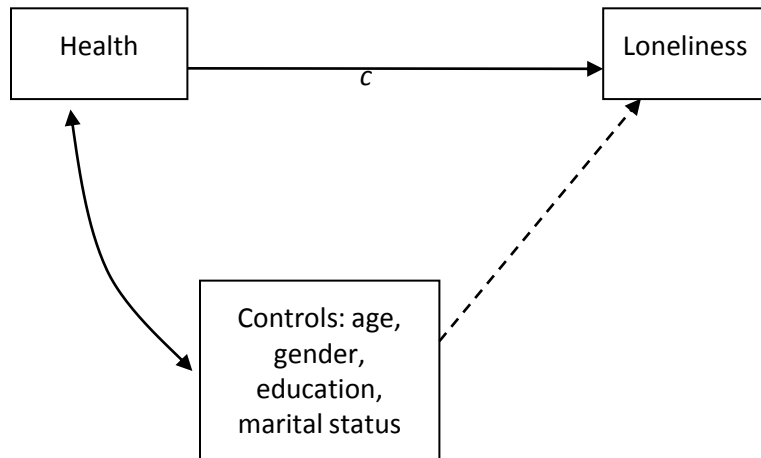 Health
Loneliness
c
Controls: age,
gender,
education,
marital status